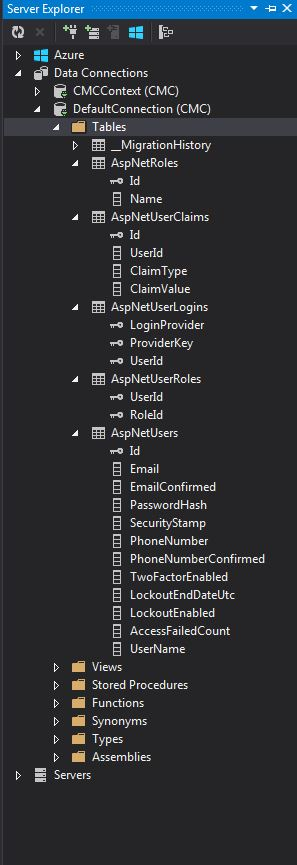 Server Explorer
Azure
Data Connections
CMCContext (CMC)
DefaultConnection (CMC)
Tables
__MigrationHistory
AspNetRoles
Id
Name
AspNetUserClaims
Id
UserId
ClaimType
ClaimValue
AspNetUserLogins
LoginProvider
ProviderKey
UserId
AspNetUserRoles
UserId
RoleId
AspNetUsers
Id
Email
EmailConfirmed
PasswordHash
SecurityStamp
PhoneNumber
PhoneNumberConfirmed
TwoFactorEnabled
LockoutEndDateUtc
LockoutEnabled
AccessFailedCount
UserName
Views
Stored Procedures
Functions
Synonyms
Types
Assemblies
Servers